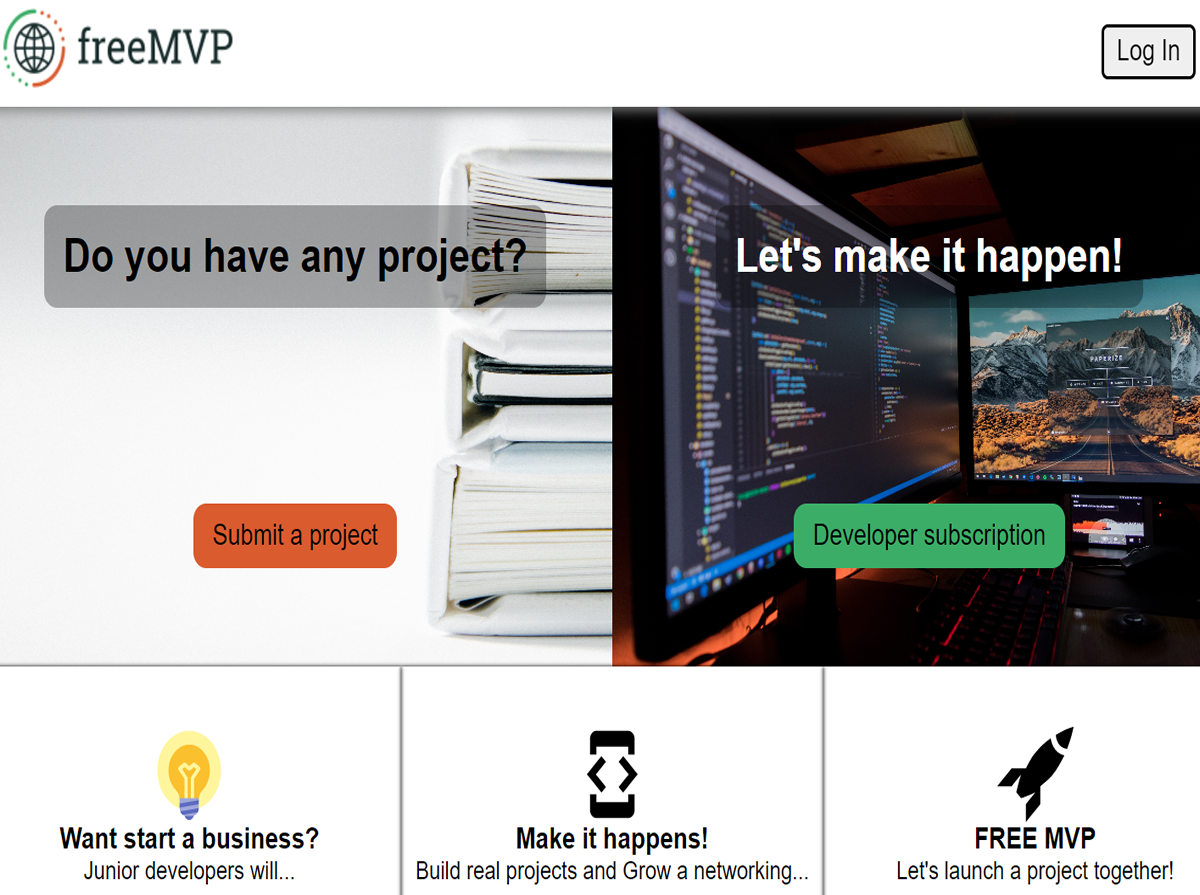 freeMVP
Log In
Do you have any project?
Let's make it happen!
PAPERIZE
Submit a project
Developer subscription
Want start a business?
Junior developers will...
Make it happens!
Build real projects and Grow a networking...
FREE MVP
Let's launch a project together!